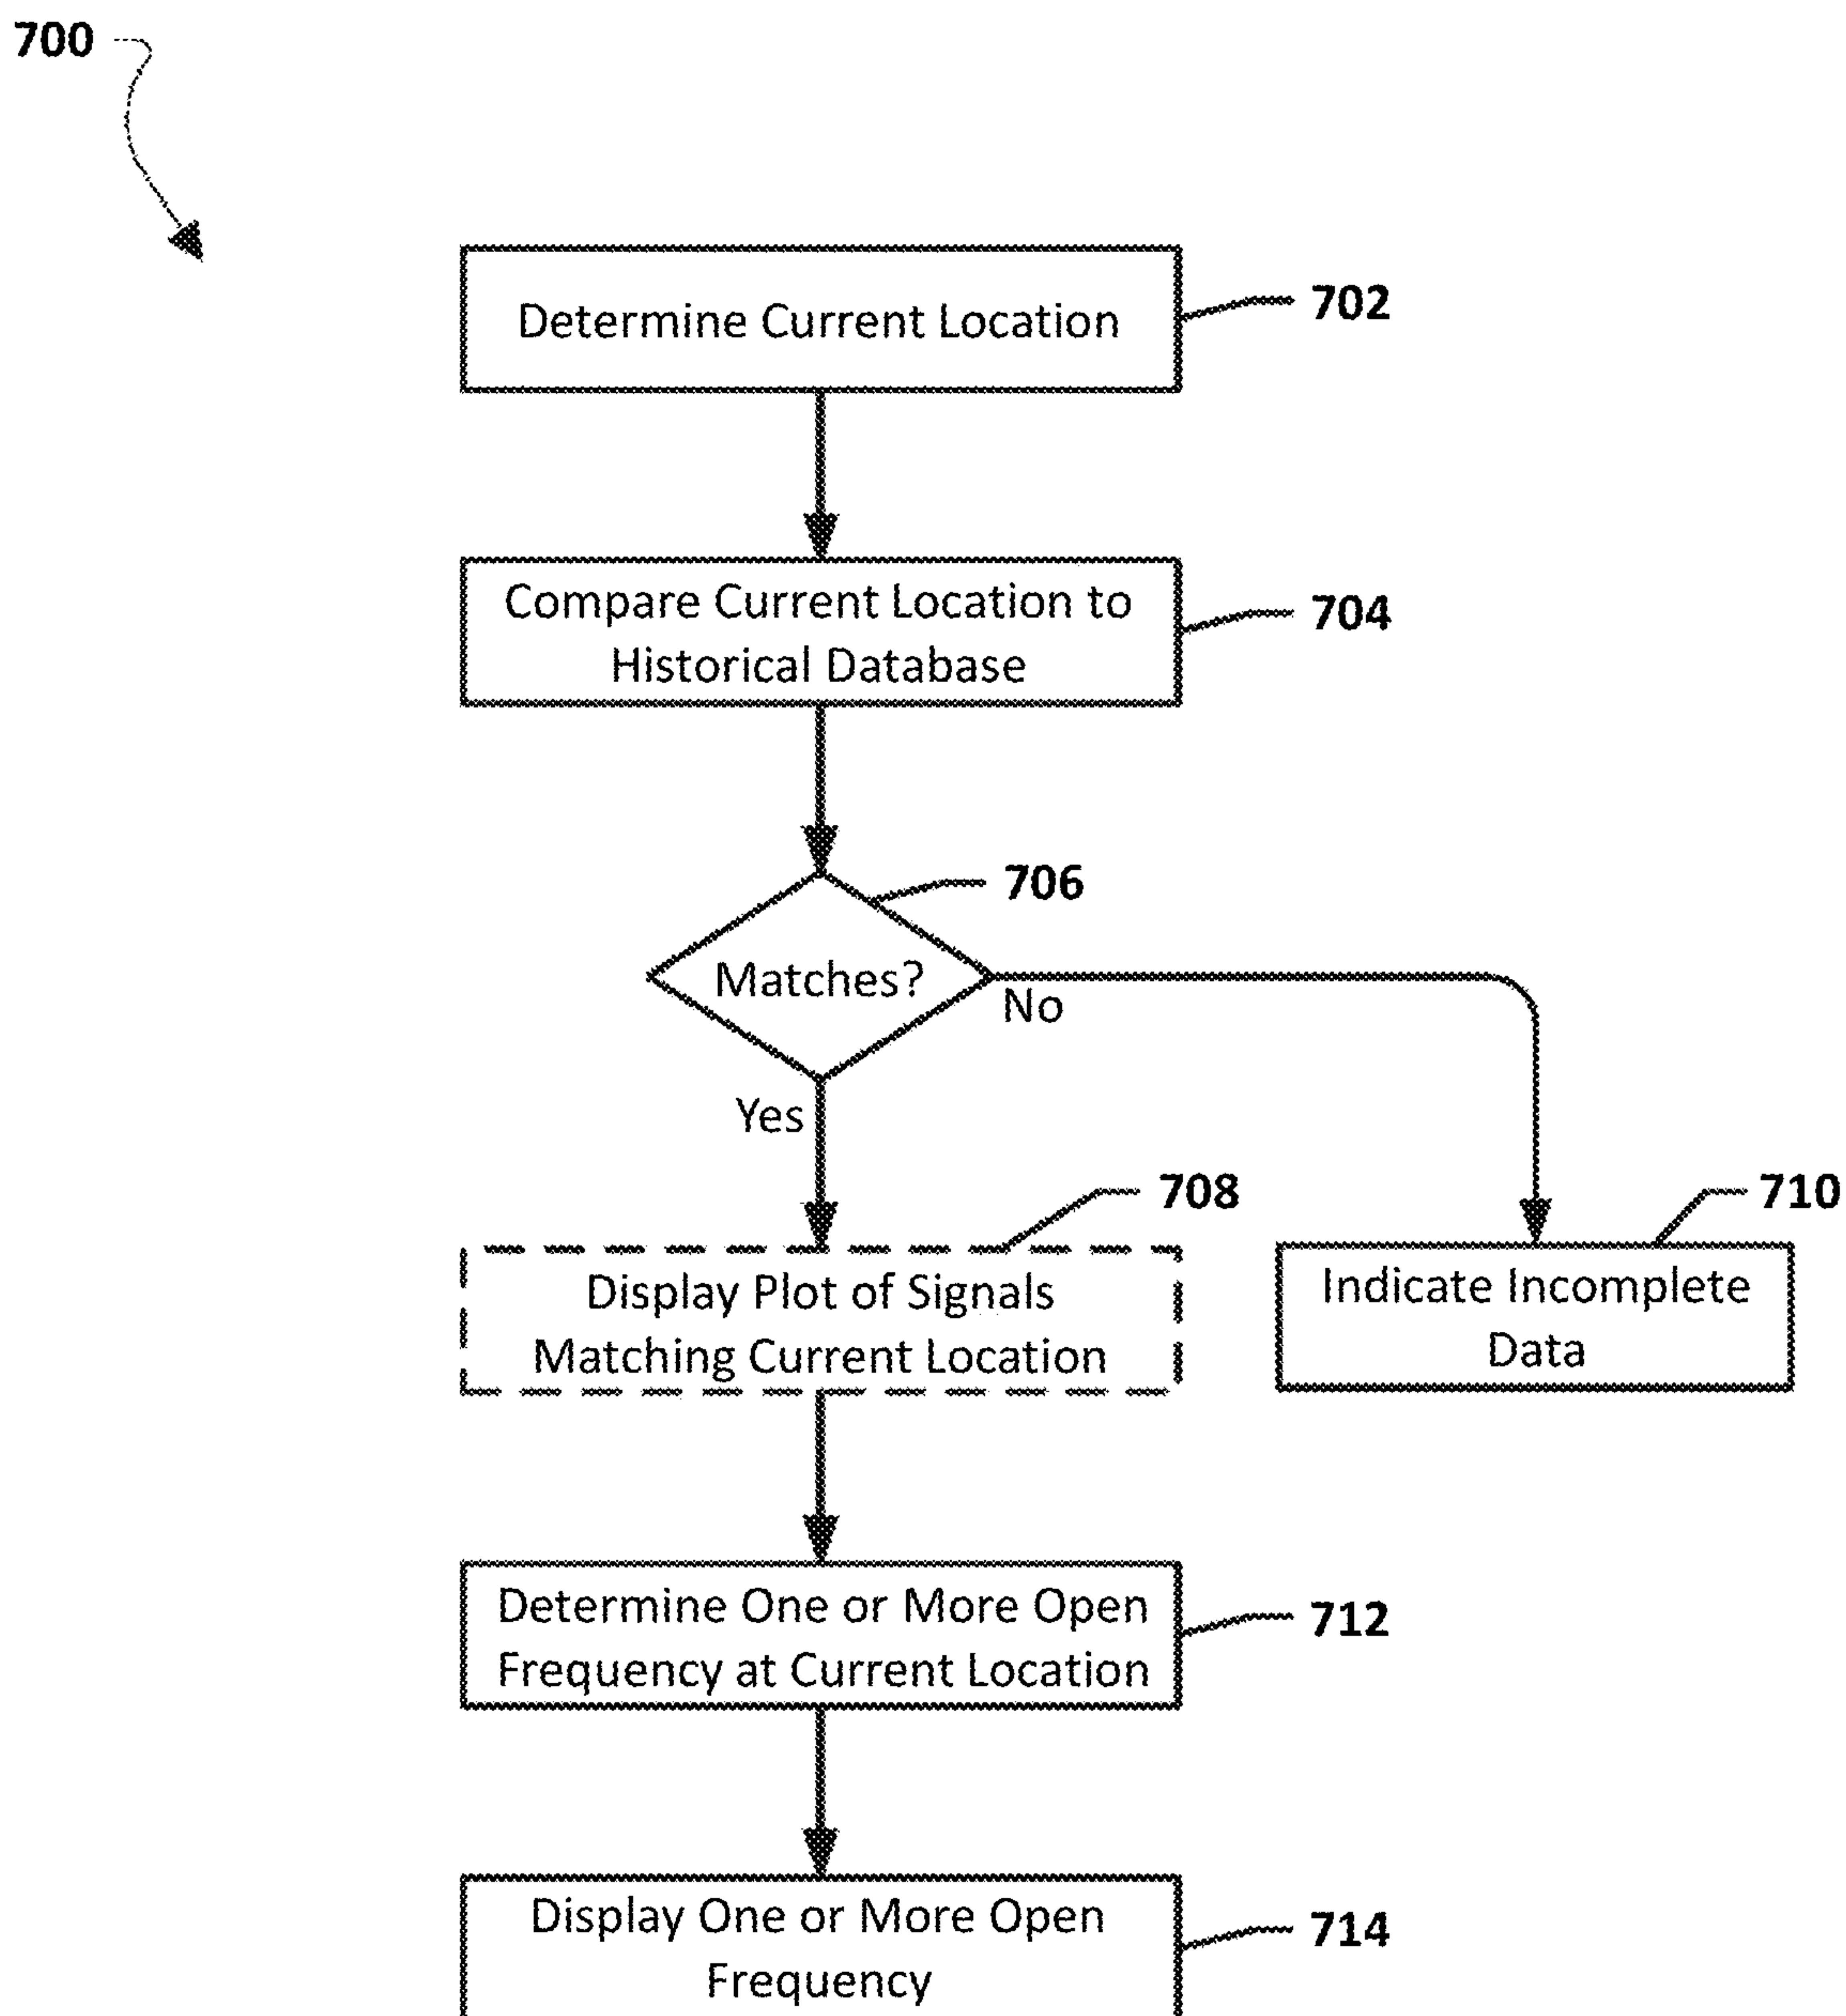 700
Determine Current Location
702
Compare Current Location to
Historical Database
704
706
Matches?
No
Yes
708
710
Display Plot of Signals
Matching Current Location
Indicate Incomplete
Data
Determine One or More Open
Frequency at Current Location
712
Display One or More Open
Frequency
714